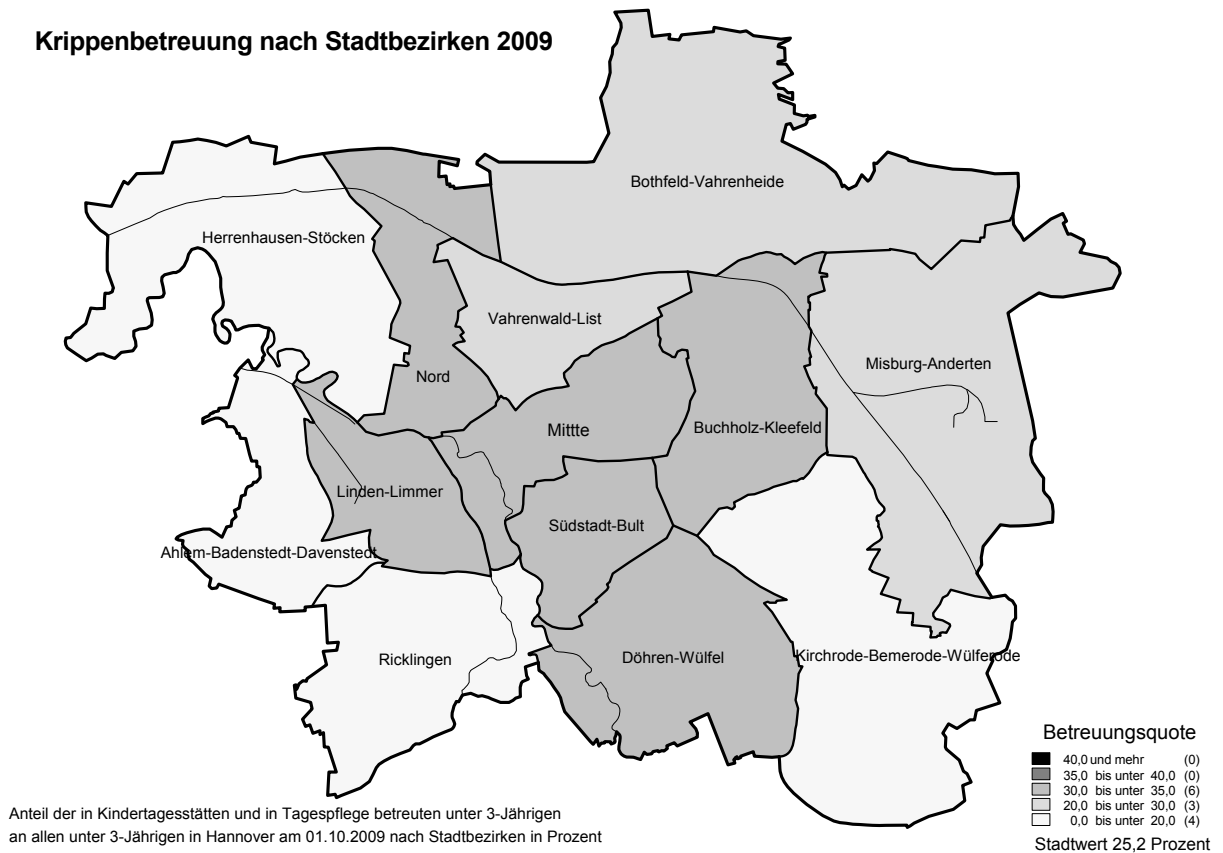 Krippenbetreuung nach Stadtbezirken 2009
Bothfeld-Vahrenheide
Herrenhausen-Stöcken
Vahrenwald-List
Misburg-Anderten
Nord
Mittte
Buchholz-Kleefeld
Linden-Limmer
Südstadt-Bult
Ahlem-Badenstedt-Davenstedt
Ricklingen
Döhren-Wülfel
Kirchrode-Bemerode-Wülferode
Betreuungsquote
40,0 und mehr (0)
35,0 bis unter 40,0 (0)
30,0 bis unter 35,0 (6)
20,0 bis unter 30,0 (3)
0,0 bis unter 20,0 (4)
Stadtwert 25,2 Prozent
Anteil der in Kindertagesstätten und in Tagespflege betreuten unter 3-Jährigen
an allen unter 3-Jährigen in Hannover am 01.10.2009 nach Stadtbezirken in Prozent